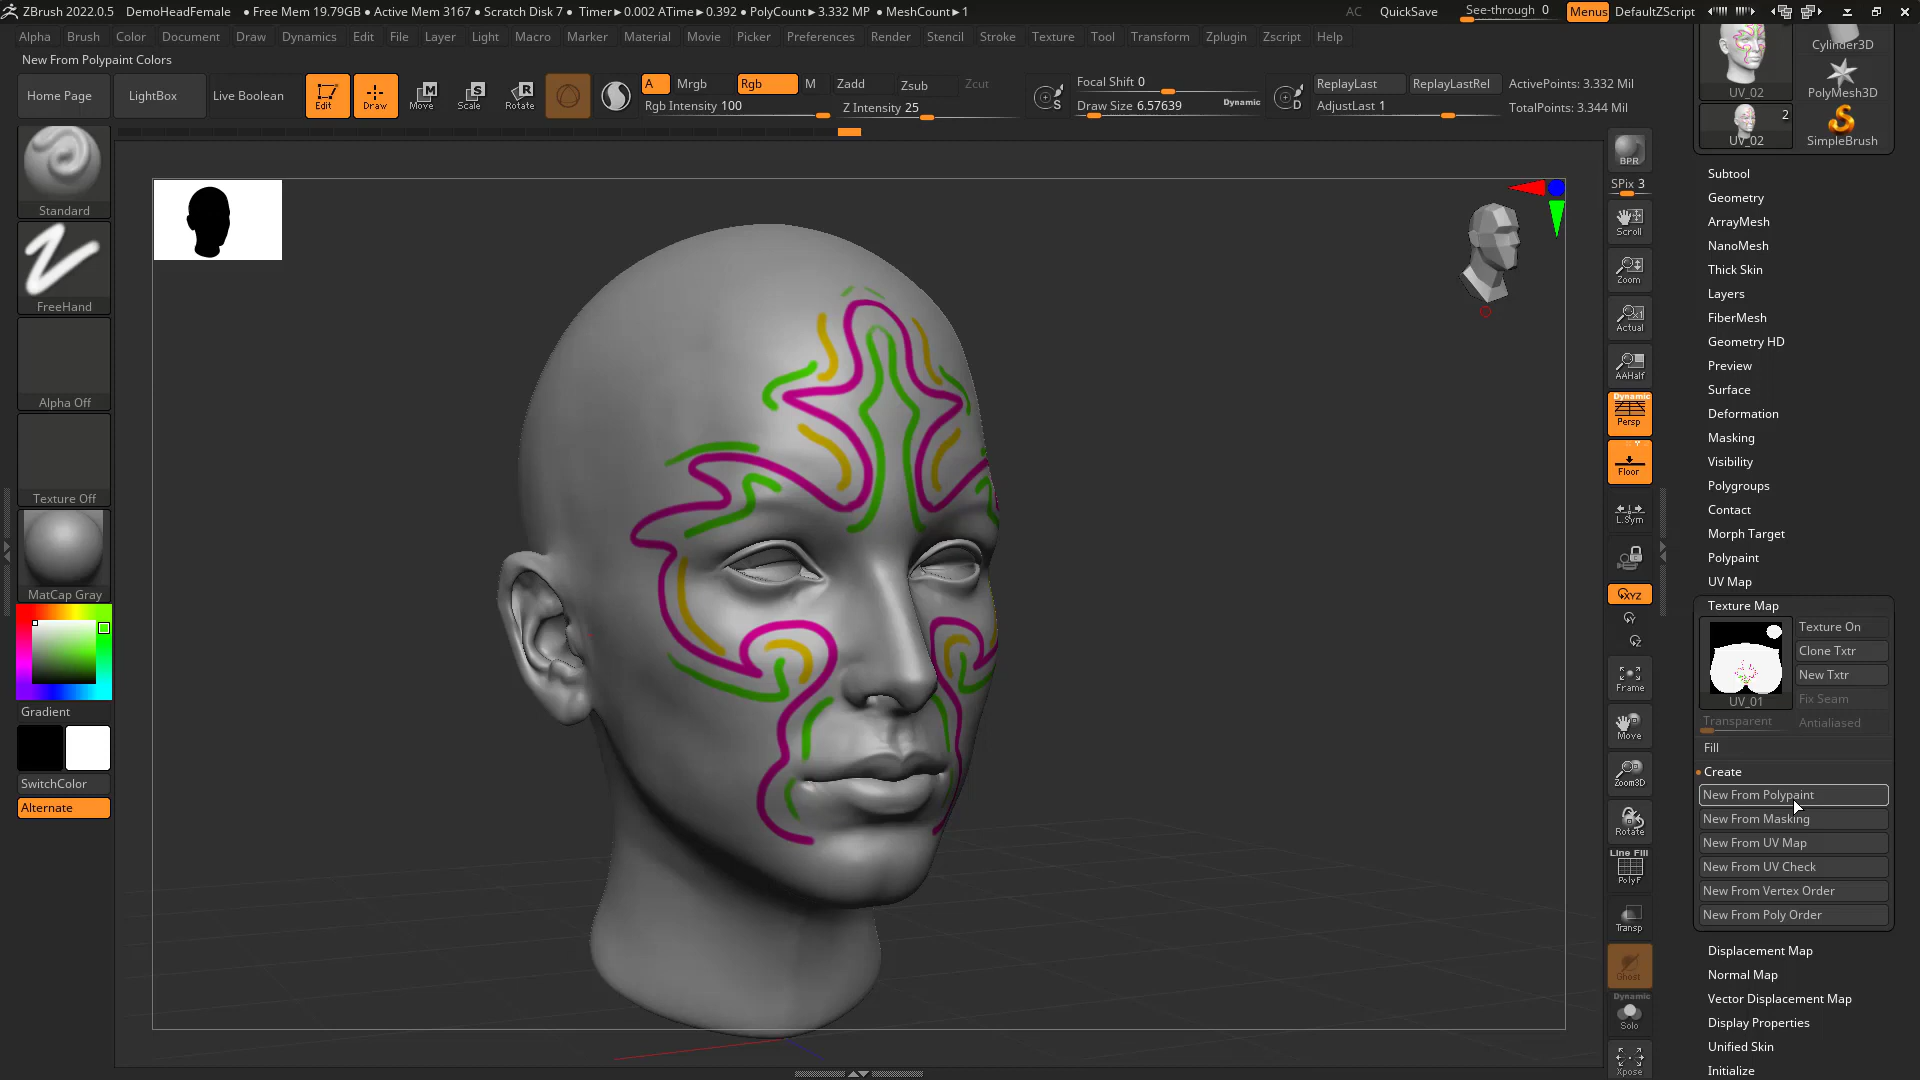 ZBrush 2022.0.5 DemoHeadFemale • Free Mem 19.79GB • Active Mem 3167 • Scratch Disk 7 • Timer►0.002 ATime►0.392 • PolyCount►3.332 MP • MeshCount►1 AC QuickSave See-through 0 Menus DefaultZScript
Alpha Brush Color Document Draw Dynamics Edit File Layer Light Macro Marker Material Movie Picker Preferences Render Stencil Stroke Texture Tool Transform Zplugin Zscript Help
New From Polypaint Colors
Home Page
LightBox
Live Boolean
Edit
Draw
Move
Scale
Rotate
A
Mrgb
Rgb
M
Rgb Intensity 100
Zadd
Zsub
Zcut
Z Intensity 25
S
Focal Shift 0
Draw Size 6.57639
Dynamic
D
ReplayLast
ReplayLastRel
AdjustLast 1
ActivePoints: 3.332 Mil
TotalPoints: 3.344 Mil
Standard
FreeHand
Alpha Off
Texture Off
MatCap Gray
Gradient
SwitchColor
Alternate
BPR
SPix 3
Scroll
Zoom
Actual
AAHalf
Dynamic
Persp
Floor
L.Sym
XYZ
Y
Z
Frame
Move
Zoom3D
Rotate
Line Fill
PolyF
Transp
Ghost
Dynamic
Solo
Xpose
UV_02
Cylinder3D
PolyMesh3D
2
UV_02
SimpleBrush
Subtool
Geometry
ArrayMesh
NanoMesh
Thick Skin
Layers
FiberMesh
Geometry HD
Preview
Surface
Deformation
Masking
Visibility
Polygroups
Contact
Morph Target
Polypaint
UV Map
Texture Map
UV_01
Texture On
Clone Txtr
New Txtr
Fix Seam
Transparent
Antialiased
Fill
Create
New From Polypaint
New From Masking
New From UV Map
New From UV Check
New From Vertex Order
New From Poly Order
Displacement Map
Normal Map
Vector Displacement Map
Display Properties
Unified Skin
Initialize